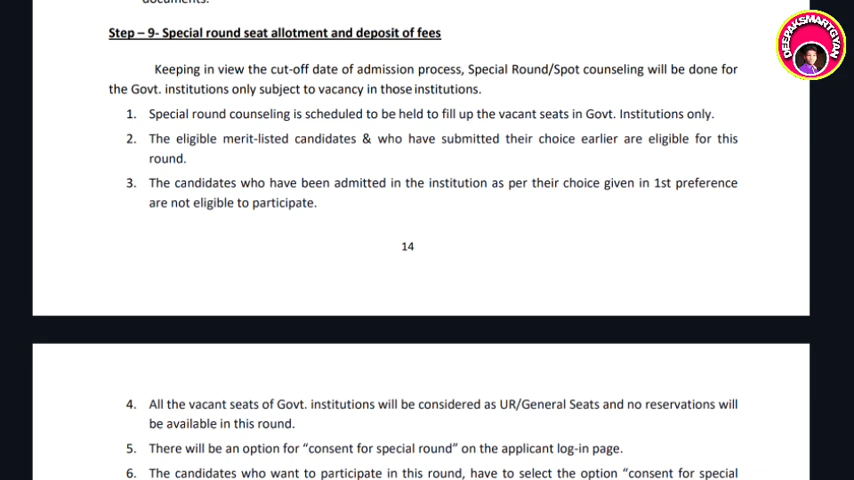 documents.
Step – 9- Special round seat allotment and deposit of fees
Keeping in view the cut-off date of admission process, Special Round/Spot counseling will be done for
the Govt. institutions only subject to vacancy in those institutions.
1. Special round counseling is scheduled to be held to fill up the vacant seats in Govt. Institutions only.
2. The eligible merit-listed candidates & who have submitted their choice earlier are eligible for this
round.
3. The candidates who have been admitted in the institution as per their choice given in 1st preference
are not eligible to participate.
14
4. All the vacant seats of Govt. institutions will be considered as UR/General Seats and no reservations will
be available in this round.
5. There will be an option for “consent for special round” on the applicant log-in page.
6. The candidates who want to participate in this round, have to select the option “consent for special
DEEPAKSMARTGYAN